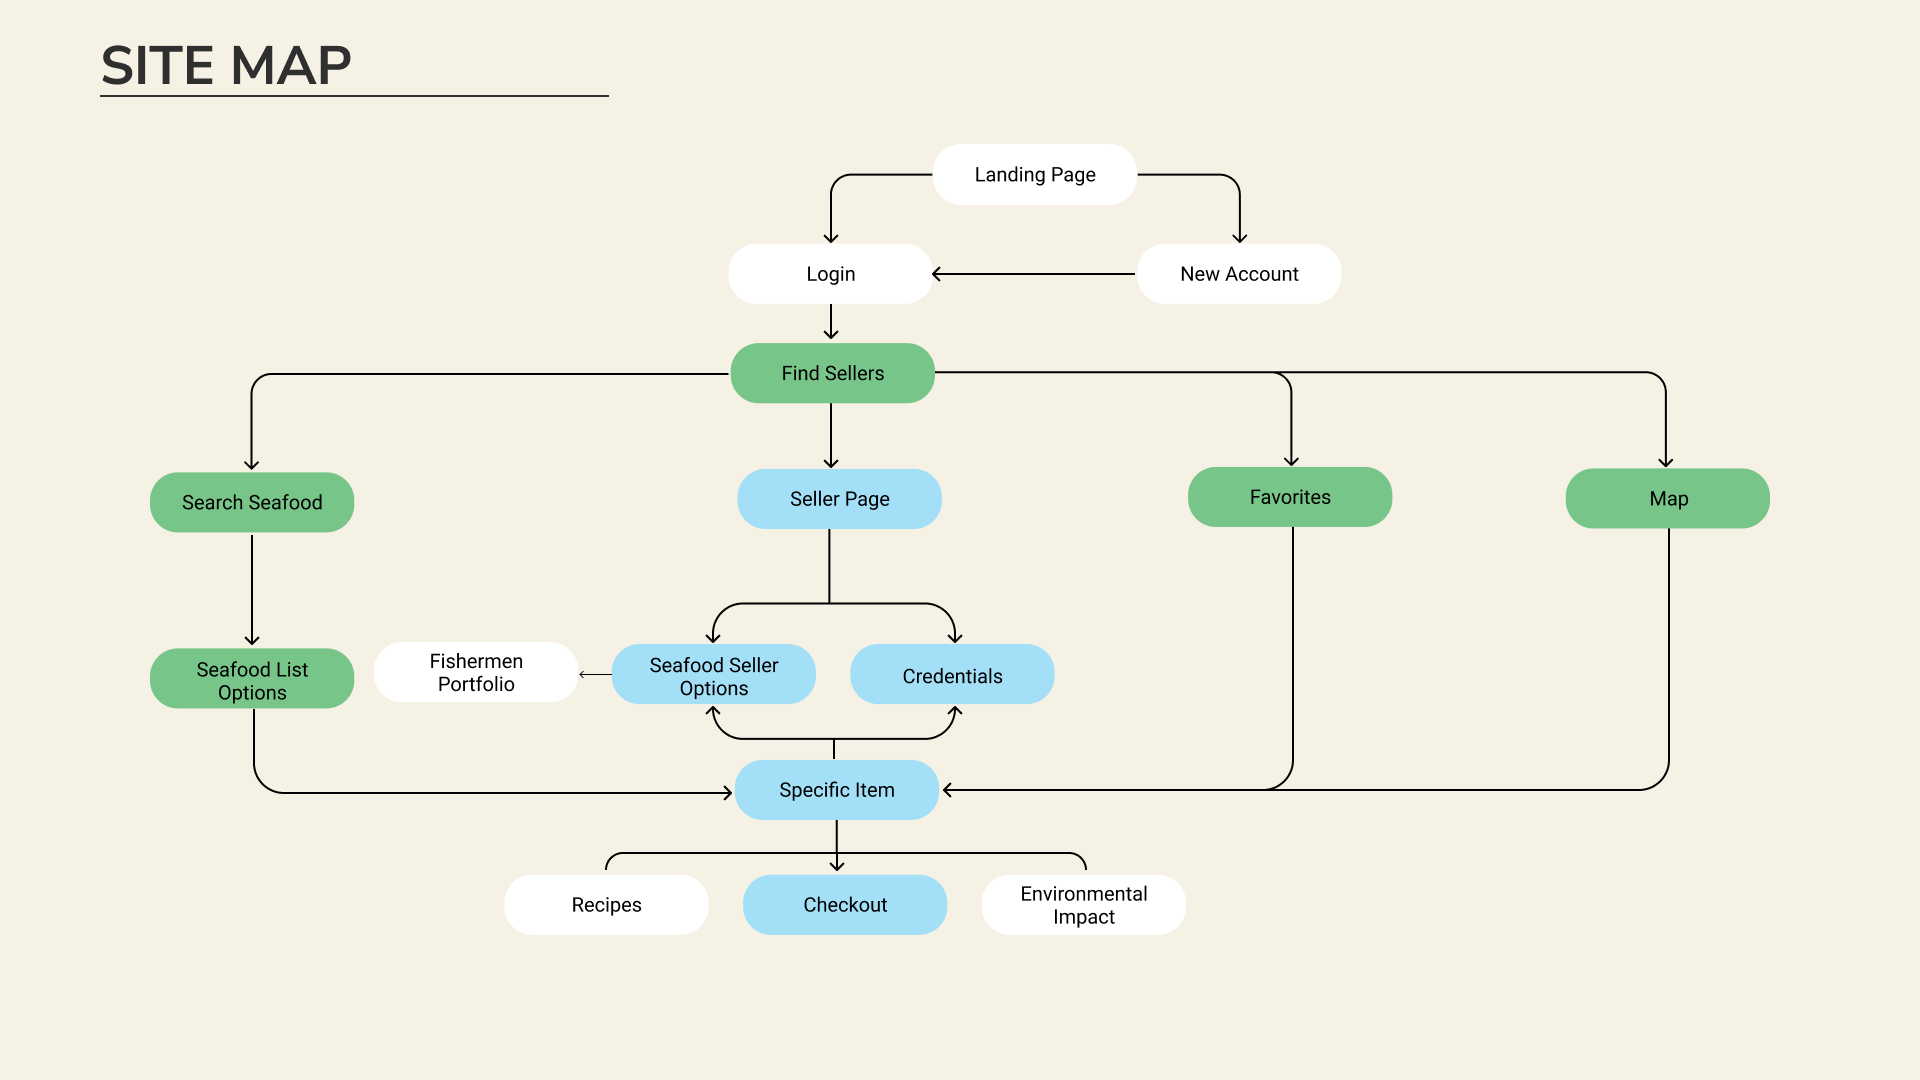 SITE MAP
Landing Page
Login
New Account
Find Sellers
Search Seafood
Seller Page
Favorites
Map
Seafood List
Options
Fishermen
Portfolio
Seafood Seller
Options
Credentials
Specific Item
Recipes
Checkout
Environmental
Impact